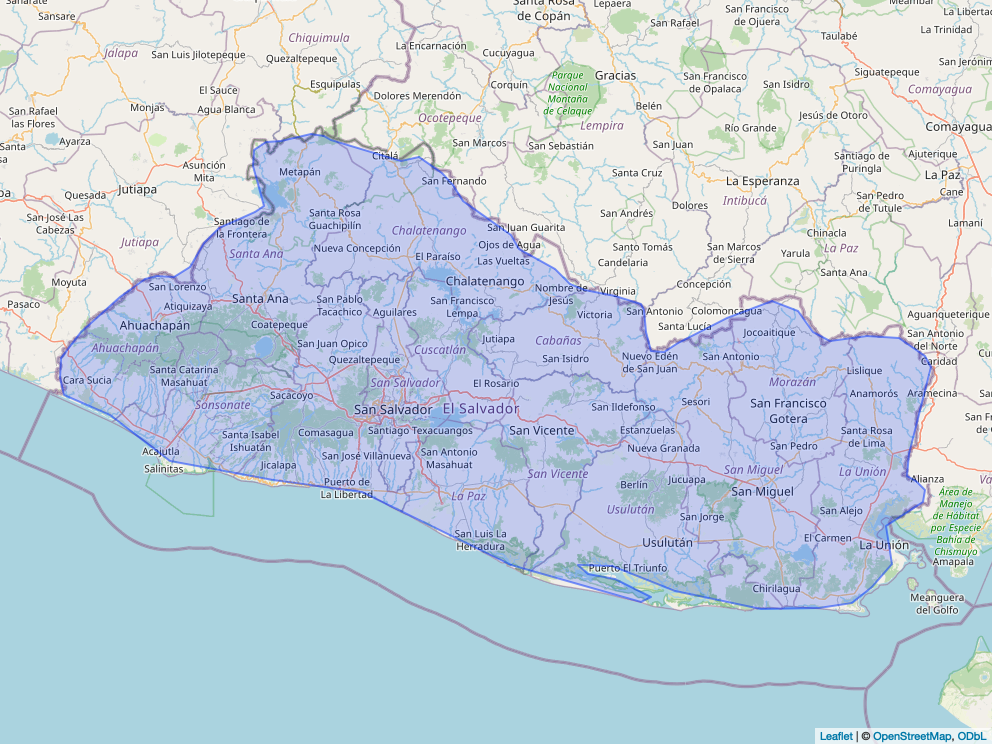 Sanarate
Sansare
Jalapa
San Luis Jilotepeque
Chiquimula
Quezaltepeque
La Encarnación
Santa Rosa
de Copán
Lepaera
San Rafael
San Francisco
de Ojuera
Meambar
La Libertad
La Trinidad
Taulabé
Cucuyagua
Esquipulas
Dolores Merendón
Corquín
Parque
Nacional
Montaña
de Celaque
Gracias
San Francisco
de Opalaca
San Isidro
Siguatepeque
San Jerónimo
Comayagua
El Sauce
Monjas
Agua Blanca
San Rafael
las Flores
Ayarza
Santa
Ocotepeque
Belén
Lempira
Río Grande
Jesús de Otoro
Comayagua
San Marcos
San Sebastián
San Juan
Citalá
Metapán
Asunción
Mita
Jutiapa
Quesada
San Fernando
Santa Cruz
La Esperanza
Intibucá
Santiago de
Puringla
Ajuterique
La Paz
Cane
San Pedro
de Tutule
San José Las
Cabezas
Jutiapa
Santiago de
la Frontera
Santa Ana
Santa Rosa
Guachipilín
Nueva Concepción
Chalatenango
San Juan Guarita
Ojos de Agua
San Andrés
Dolores
Chinacla
La Paz
Lamaní
El Paraíso
Las Vueltas
Santo Tomás
Candelaria
San Marcos
de Sierra
Yarula
Santa Ana
Moyuta
Pasaco
San Lorenzo
Atiquizaya
Santa Ana
San Pablo
Tacachico
Chalatenango
San Francisco
Lempa
Aguilares
Nombre de
Jesús
Virginia
Concepción
Victoria
San Antonio
Colomoncagua
Santa Lucía
Aguanqueterique
Ahuachapán
Coatepeque
Ahuachapán
San Juan Opico
Quezaltepeque
Cuscatlán
Jutiapa
Cabañas
San Isidro
Jocoaitique
San Antonio
del Norte
Caridad
Nuevo Edén
de San Juan
San Antonio
Lislique
Cara Sucia
Santa Catarina
Masahuat
Sacacoyo
Sonsonate
San Salvador
San Salvador
El Rosario
El Salvador
Morazán
Anamorós
Aramecina
San Ildefonso
Sesori
San Francisco
Gotera
Santa Isabel
Ishuatán
Comasagua
Santiago Texacuangos
San Vicente
Estanzuelas
Nueva Granada
San Pedro
Santa Rosa
de Lima
Acajutla
Salinitas
Jicalapa
San José Villanueva
San Antonio
Masahuat
Puerto de
La Libertad
La Paz
San Vicente
Berlín
Jucuapa
San Miguel
San Miguel
La Unión
Alianza
Usulután
San Jorge
San Alejo
Área de
Manejo
de Hábitat
por Especie
Bahía de
Chismuyo
San Luis La
Herradura
Usulután
El Carmen
La Unión
Amapala
Puerto El Triunfo
Chirilagua
Meanguera
del Golfo
Leaflet | © OpenStreetMap, ODbL